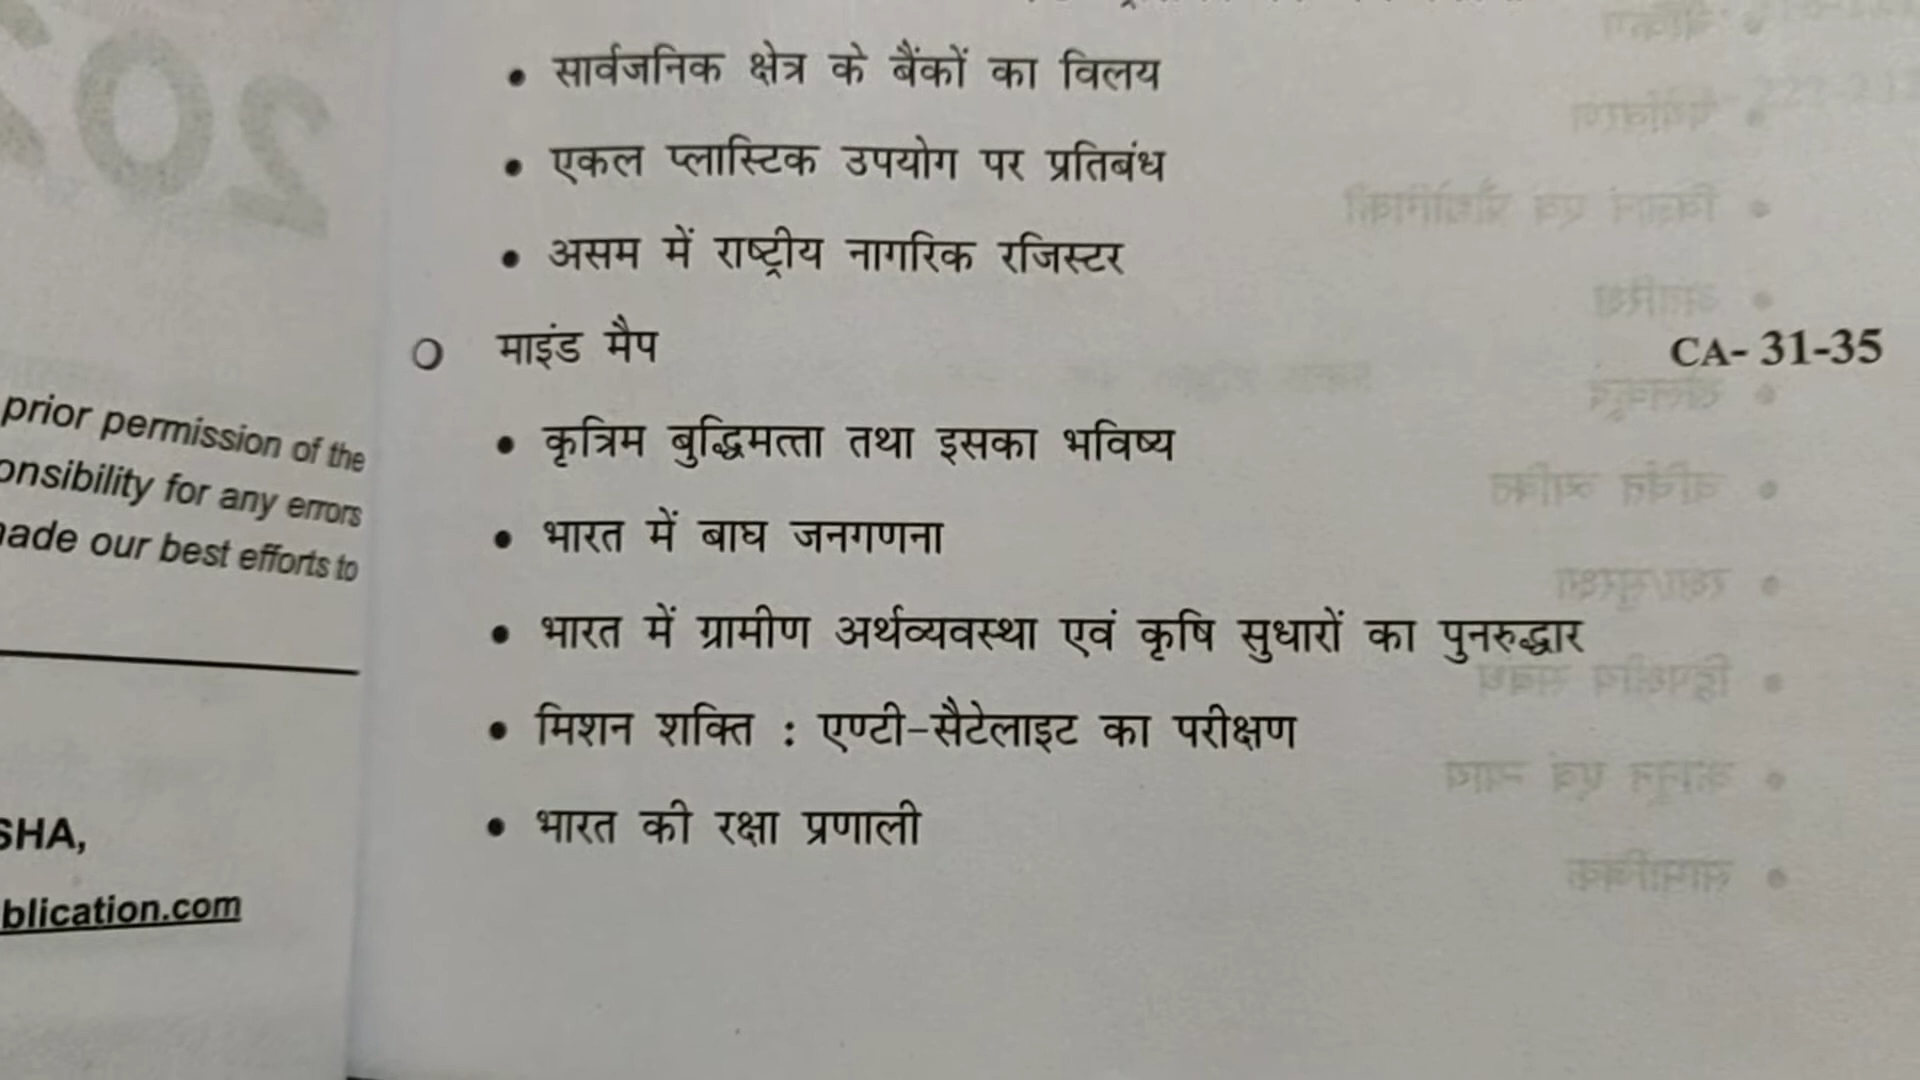 prior permission of the
onsibility for any errors
ade our best efforts to
SHA,
blication.com
• सार्वजनिक क्षेत्र के बैंकों का विलय
• एकल प्लास्टिक उपयोग पर प्रतिबंध
• असम में राष्ट्रीय नागरिक रजिस्टर
O माइंड मैप CA- 31-35
• कृत्रिम बुद्धिमत्ता तथा इसका भविष्य
• भारत में बाघ जनगणना
• भारत में ग्रामीण अर्थव्यवस्था एवं कृषि सुधारों का पुनरुद्धार
• मिशन शक्ति : एण्टी-सैटेलाइट का परीक्षण
• भारत की रक्षा प्रणाली